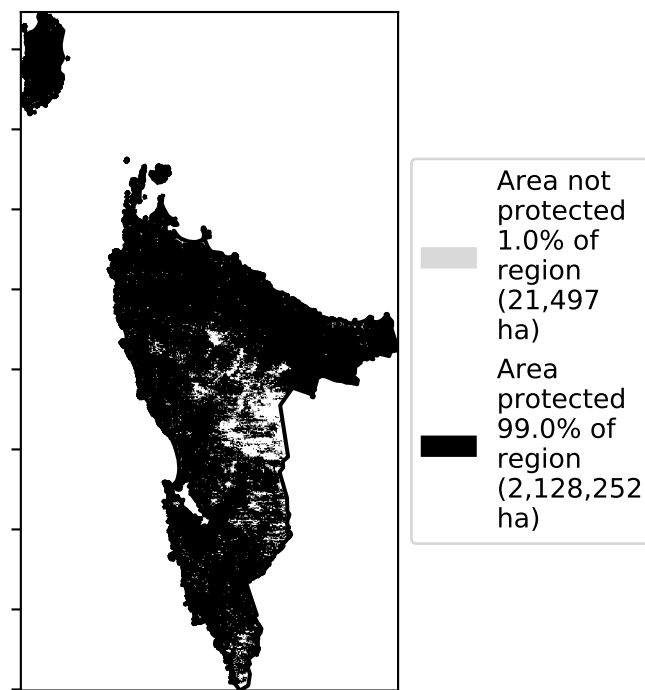 Area not
protected
1.0% of
region
(21,497
ha)
Area
protected
99.0% of
region
(2,128,252
ha)